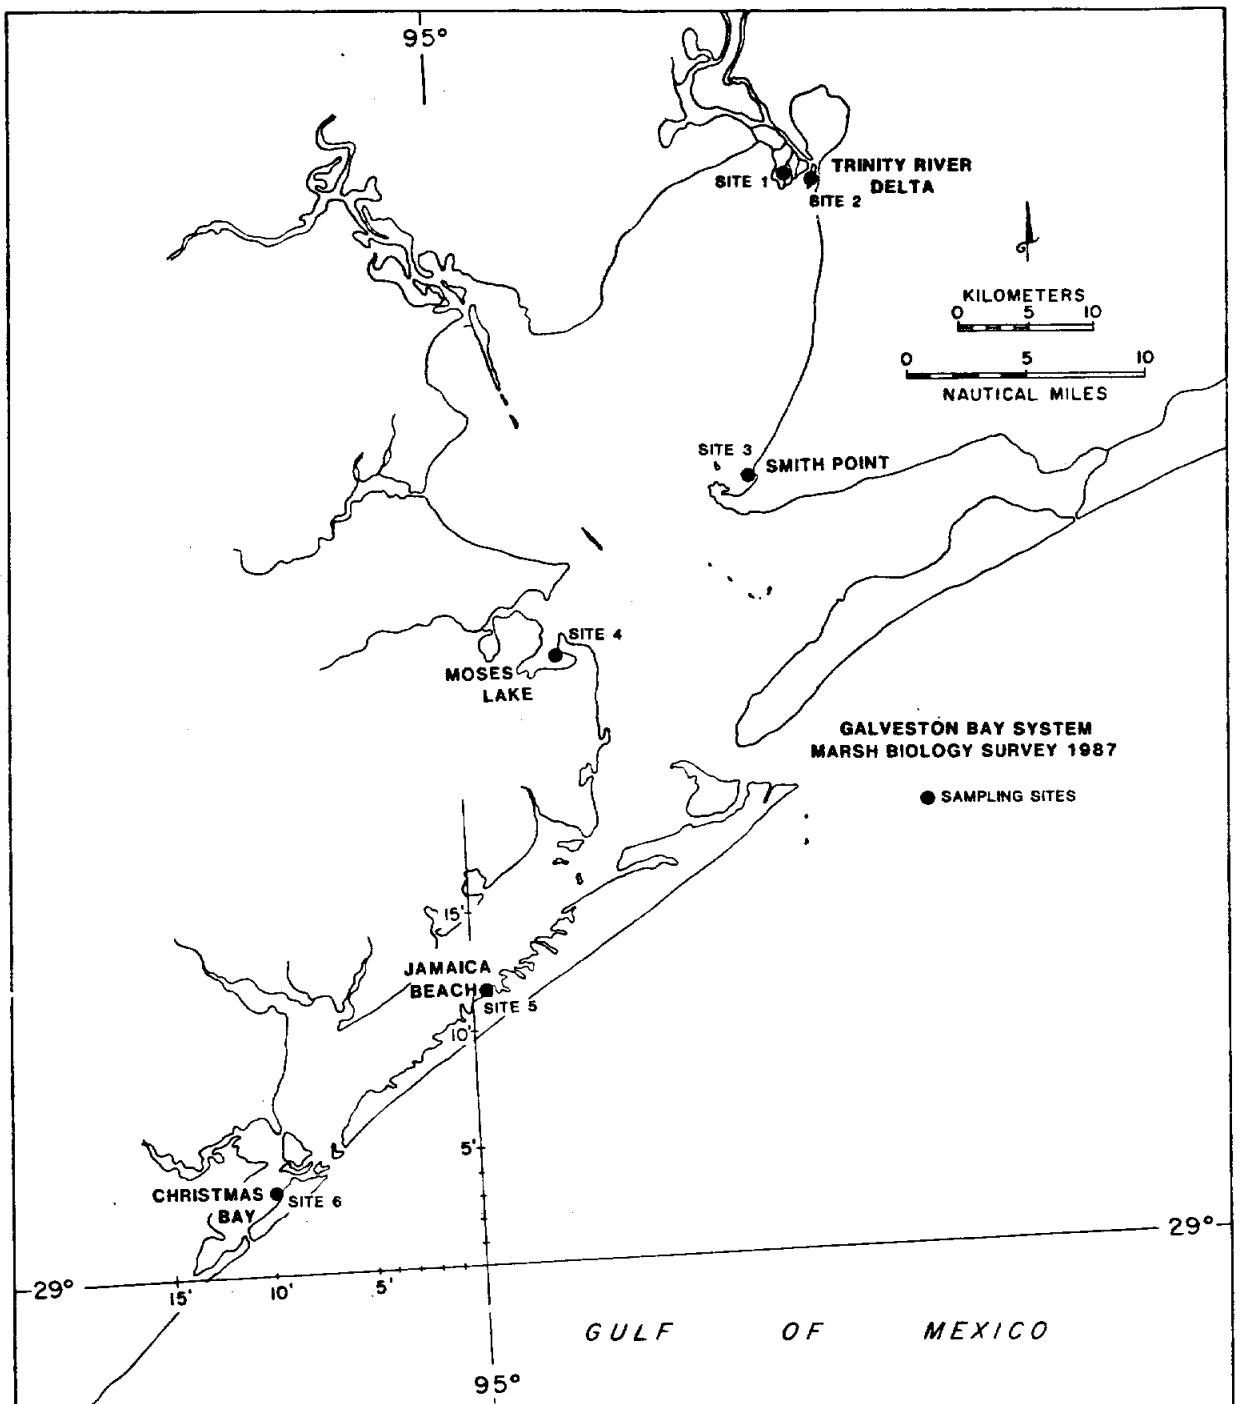 95°
TRINITY RIVER
DELTA
SITE 1
SITE 2
KILOMETERS
0 5 10
0 5 10
NAUTICAL MILES
SITE 3
SMITH POINT
SITE 4
MOSES
LAKE
GALVESTON BAY SYSTEM
MARSH BIOLOGY SURVEY 1987
SAMPLING SITES
15'
JAMAICA
BEACH
SITE 5
10'
5'
CHRISTMAS
BAY
SITE 6
29°
29°
15' 10' 5'
GULF OF MEXICO
95°